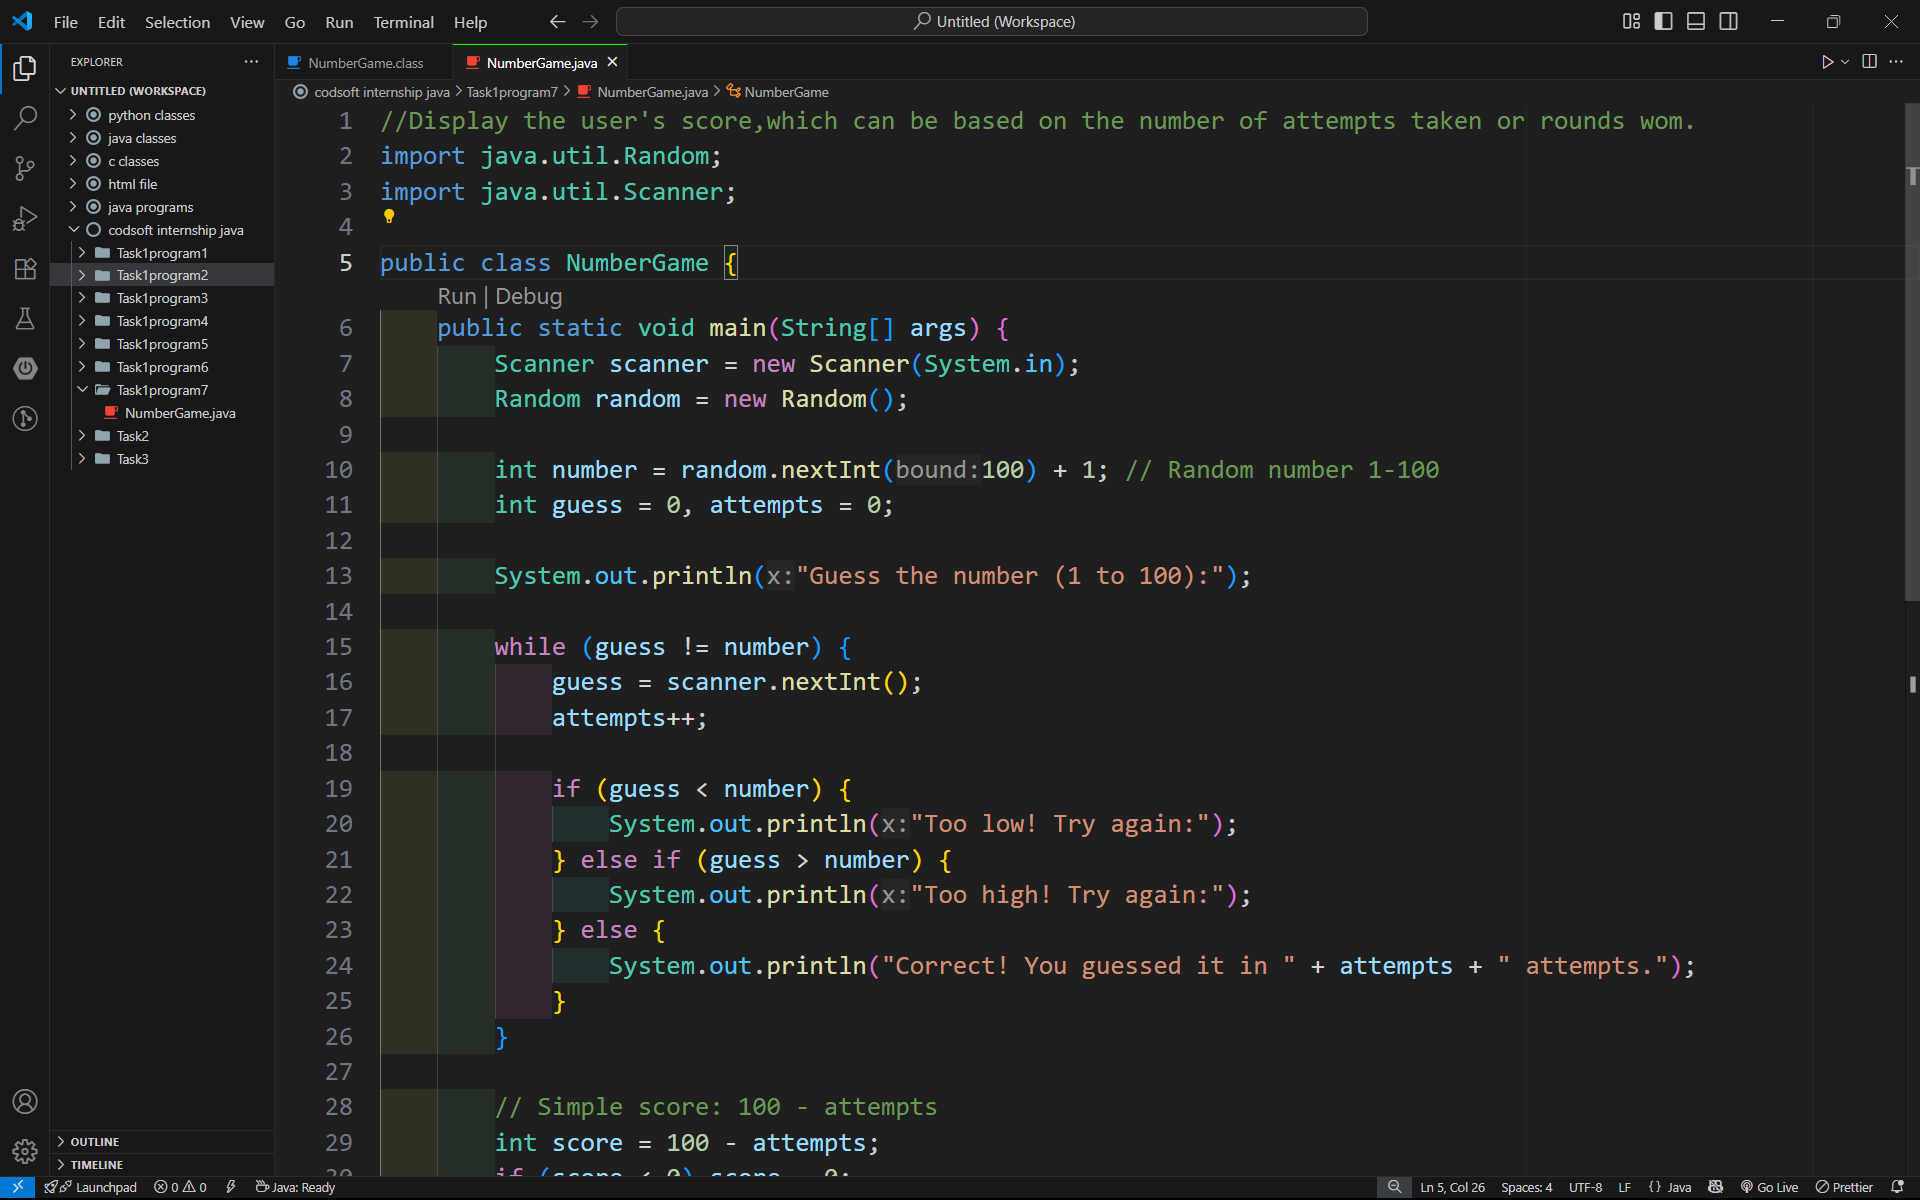 File Edit Selection View Go Run Terminal Help
Untitled (Workspace)
EXPLORER
UNTITLED (WORKSPACE)
python classes
java classes
c classes
html file
java programs
codsoft internship java
Task1program1
Task1program2
Task1program3
Task1program4
Task1program5
Task1program6
Task1program7
NumberGame.java
Task2
Task3
OUTLINE
TIMELINE
NumberGame.class NumberGame.java
codsoft internship java > Task1program7 > NumberGame.java > NumberGame
1 //Display the user's score,which can be based on the number of attempts taken or rounds wom.
2 import java.util.Random;
3 import java.util.Scanner;
4
5 public class NumberGame {
Run | Debug
6 public static void main(String[] args) {
7 Scanner scanner = new Scanner(System.in);
8 Random random = new Random();
9
10 int number = random.nextInt(bound:100) + 1; // Random number 1-100
11 int guess = 0, attempts = 0;
12
13 System.out.println(x:"Guess the number (1 to 100):");
14
15 while (guess != number) {
16 guess = scanner.nextInt();
17 attempts++;
18
19 if (guess < number) {
20 System.out.println(x:"Too low! Try again:");
21 } else if (guess > number) {
22 System.out.println(x:"Too high! Try again:");
23 } else {
24 System.out.println("Correct! You guessed it in " + attempts + " attempts.");
25 }
26 }
27
28 // Simple score: 100 - attempts
29 int score = 100 - attempts;
30 if (score < 0) score = 0;
Launchpad 0 0 Java: Ready Ln 5, Col 26 Spaces: 4 UTF-8 LF {} Java Go Live Prettier